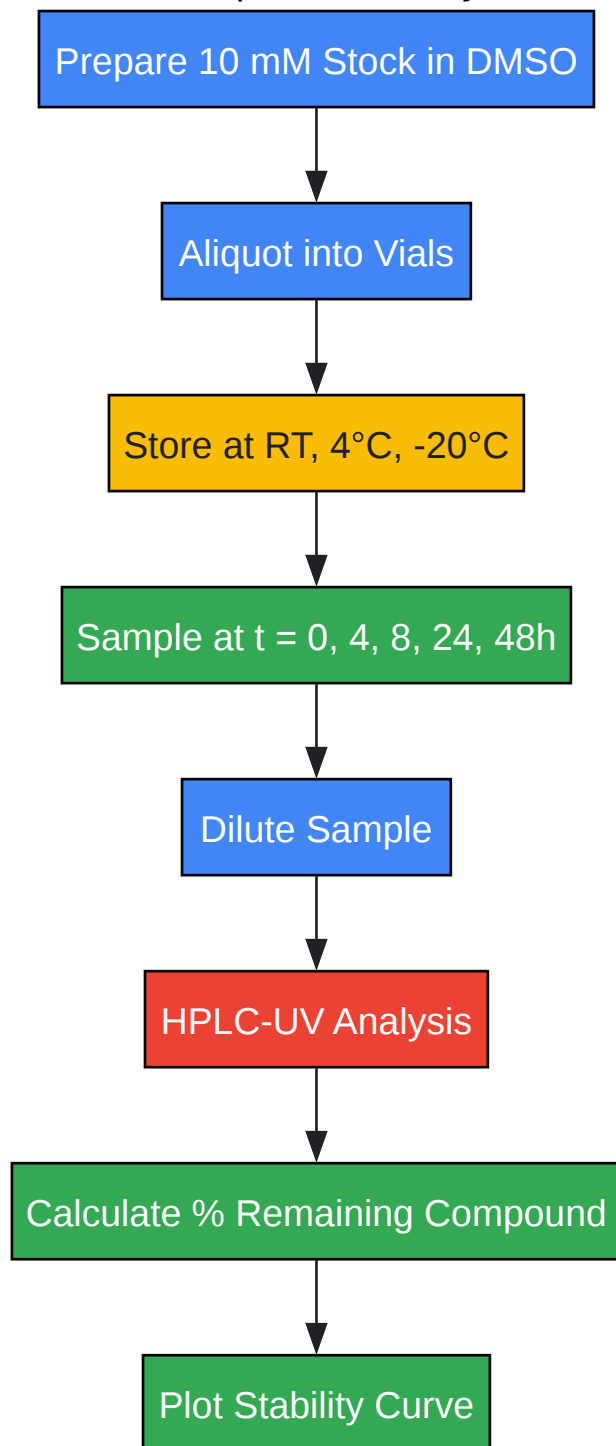 Prepare 10 mM Stock in DMSO
Aliquot into Vials
Store at RT, 4°C, -20°C
Sample at t = 0, 4, 8, 24, 48h
Dilute Sample
HPLC-UV Analysis
Calculate % Remaining Compound
Plot Stability Curve